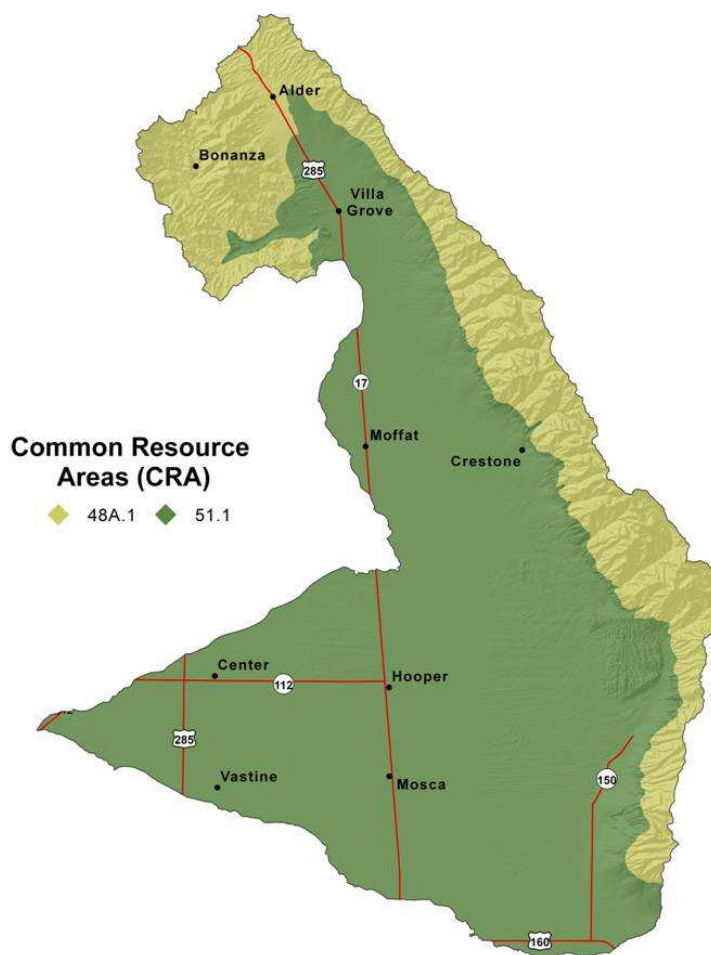 Alder
Bonanza
285
Villa
Grove
17
Moffat
Common Resource
Areas (CRA)
Crestone
48A.1 51.1
Center
112
Hooper
285
Vastine
Mosca
150
160